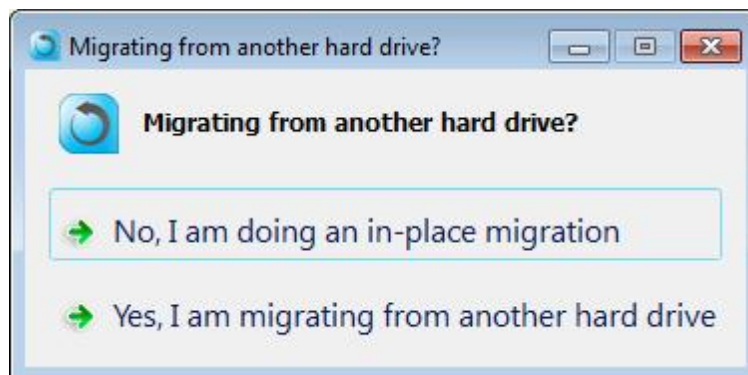 Migrating from another hard drive?
Migrating from another hard drive?
No, I am doing an in-place migration
Yes, I am migrating from another hard drive